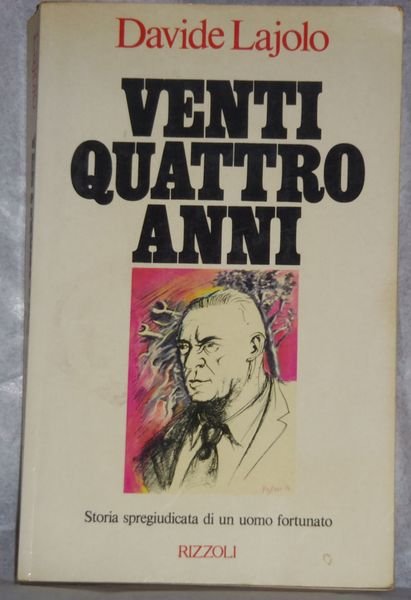 Davide Lajolo
VENTI
QUATTRO
ANNI
Storia spregiudicata di un uomo fortunato
RIZZOLI